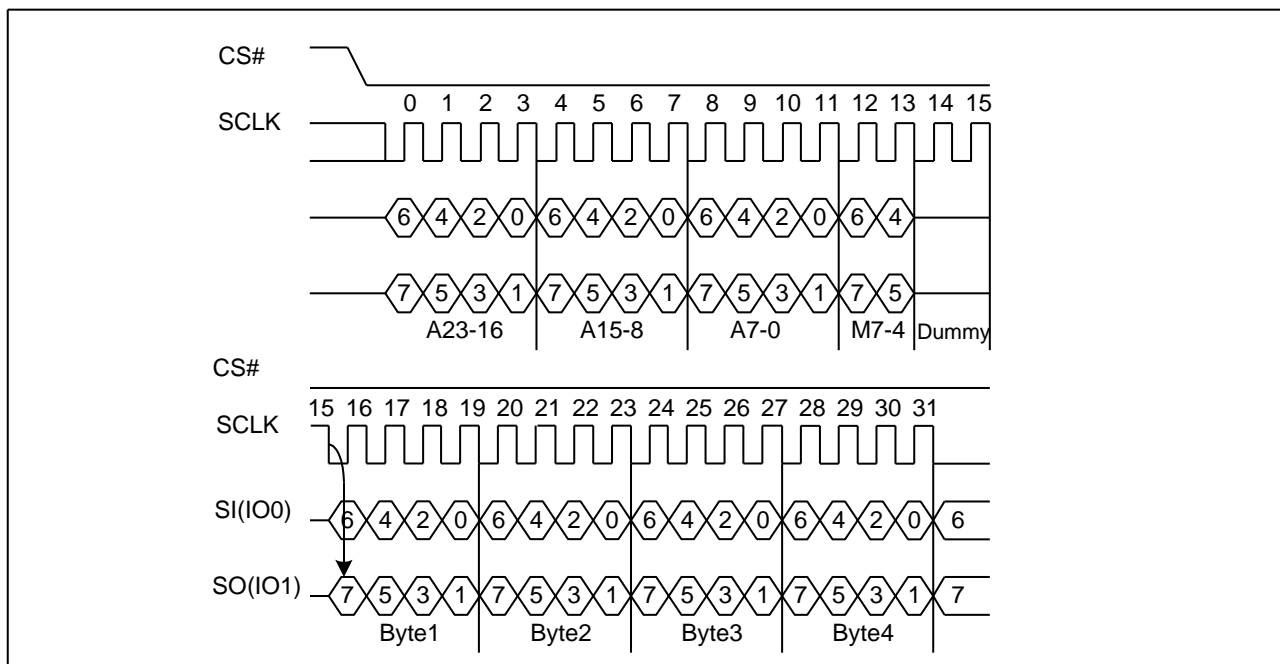 CS#
0 1 2 3 4 5 6 7 8 9 10 11 12 13 14 15
SCLK
6 4 2 0 6 4 2 0 6 4 2 0 6 4
7 5 3 1 7 5 3 1 7 5 3 1 7 5
A23-16 A15-8 A7-0 M7-4 Dummy
CS#
15 16 17 18 19 20 21 22 23 24 25 26 27 28 29 30 31
SCLK
SI(IO0) 6 4 2 0 6 4 2 0 6 4 2 0 6 4 2 0 6
SO(IO1) 7 5 3 1 7 5 3 1 7 5 3 1 7 5 3 1 7
Byte1 Byte2 Byte3 Byte4